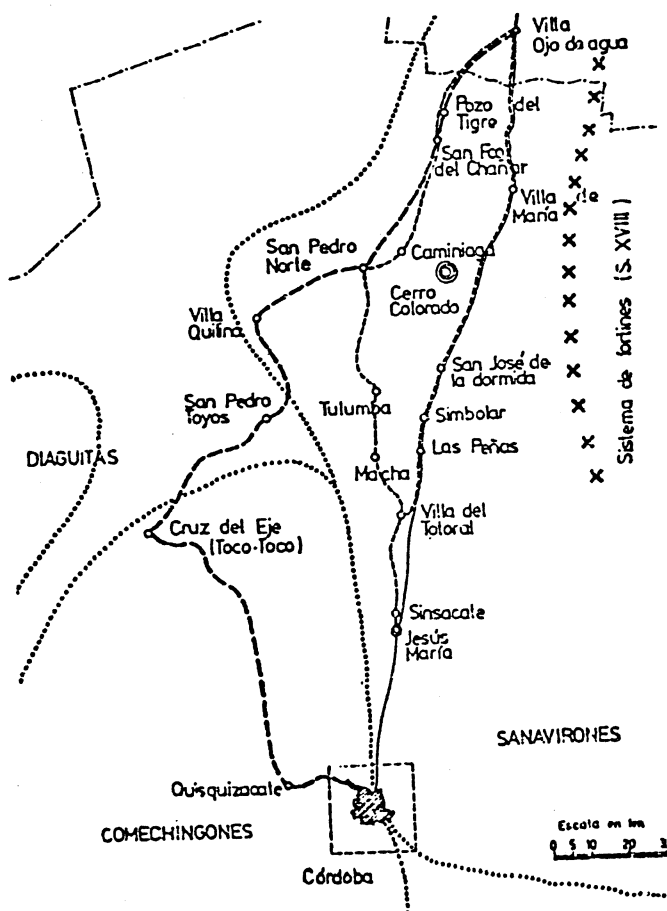 Villa
Ojo de agua
Pozo del
Tigre
San Fco
del Chañar
Villa de
María
San Pedro
Norte
Caminiaga
Cerro
Colorado
Villa
Quilino
Sistema de fortines (S. XVIII)
San José de
la dormida
San Pedro
Toyos
Tulumba
Simbolar
DIAGUITAS
Las Peñas
Macha
Cruz del Eje
(Toco-Toco)
Villa del
Totoral
Sinsacate
Jesús
María
SANAVIRONES
Quisquizacate
COMECHINGONES
Córdoba
Escala en km
0 5 10 20